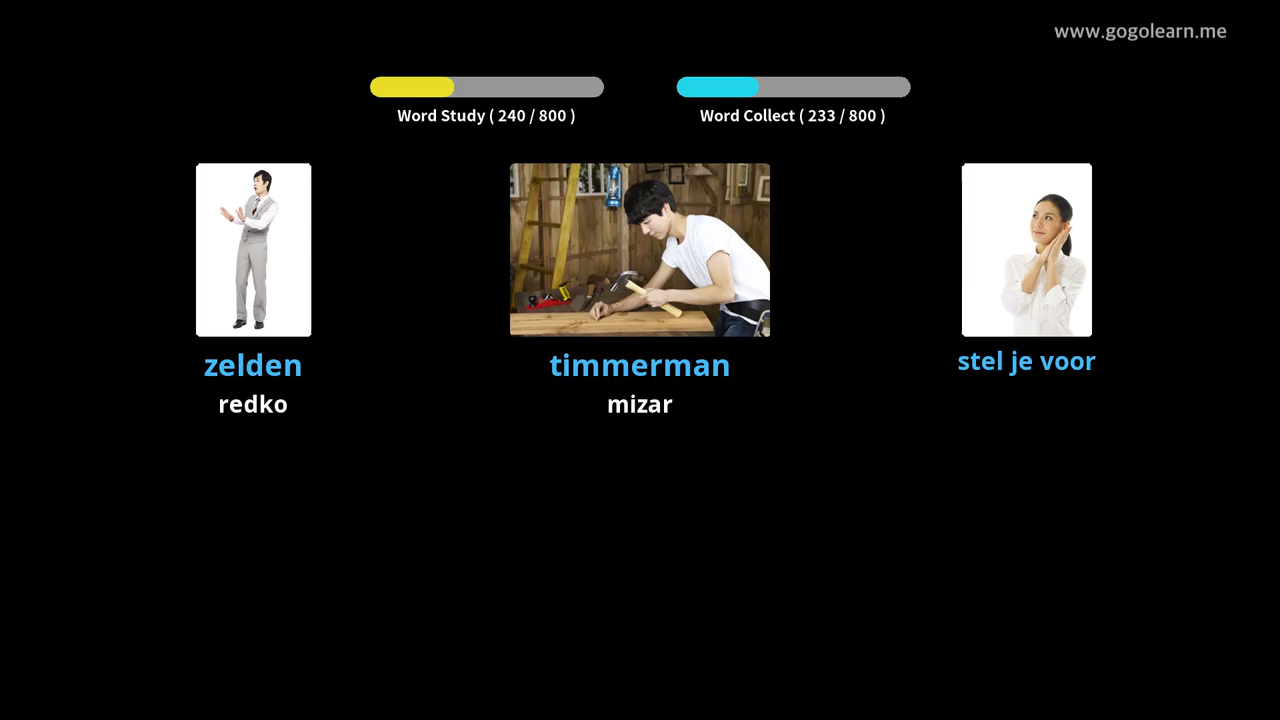 www.gogolearn.me
Word Study ( 240 / 800 )
Word Collect ( 233 / 800 )
zelden
redko
timmerman
mizar
stel je voor